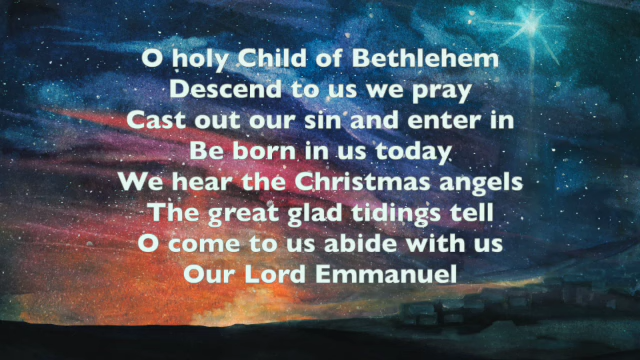 O holy Child of Bethlehem
Descend to us we pray
Cast out our sin and enter in
Be born in us today
We hear the Christmas angels
The great glad tidings tell
O come to us abide with us
Our Lord Emmanuel